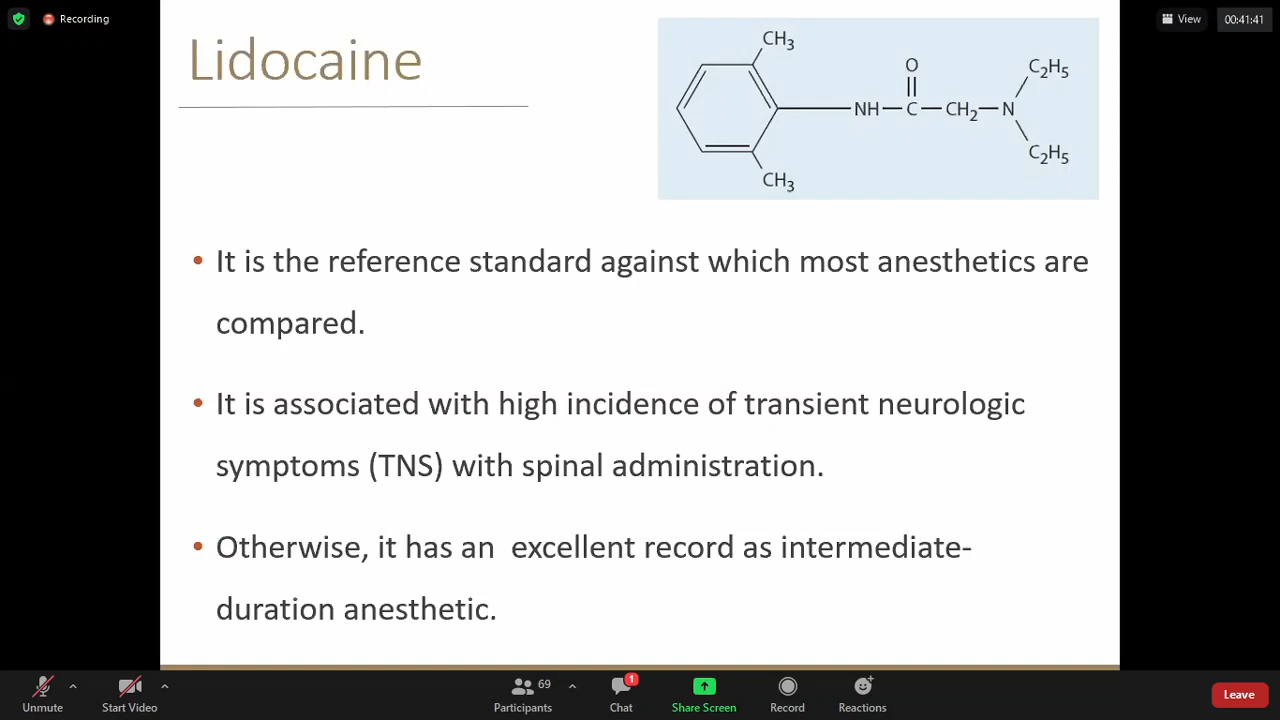 Recording
View
00:41:41
Lidocaine
CH3
O
C2H5
NH C CH2 N
C2H5
CH3
• It is the reference standard against which most anesthetics are
compared.
• It is associated with high incidence of transient neurologic
symptoms (TNS) with spinal administration.
• Otherwise, it has an excellent record as intermediate-
duration anesthetic.
69
1
Unmute
Start Video
Participants
Chat
Share Screen
Record
Reactions
Leave